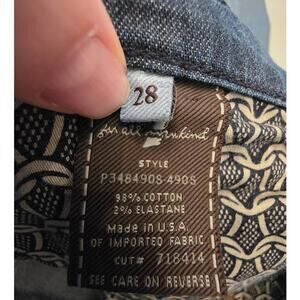 28
for all mankind
STYLE
P348490S-490S
98% COTTON
2% ELASTANE
Made in U.S.A.
OF IMPORTED FABRIC
CUT# 718414
SEE CARE ON REVERSE